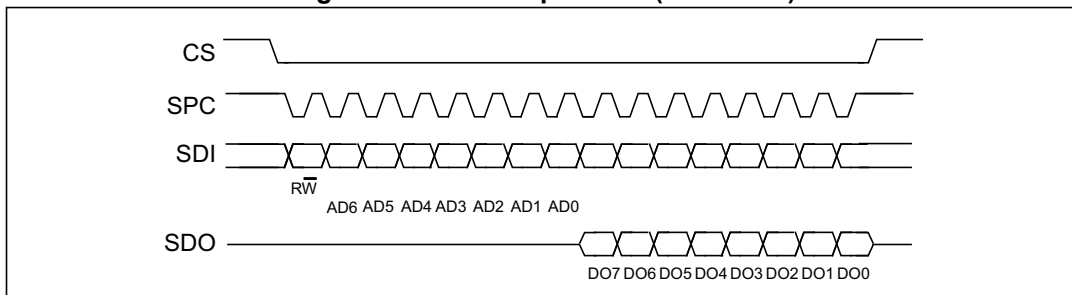 CS
SPC
SDI
RW̅
AD6 AD5 AD4 AD3 AD2 AD1 AD0
SDO
DO7 DO6 DO5 DO4 DO3 DO2 DO1 DO0